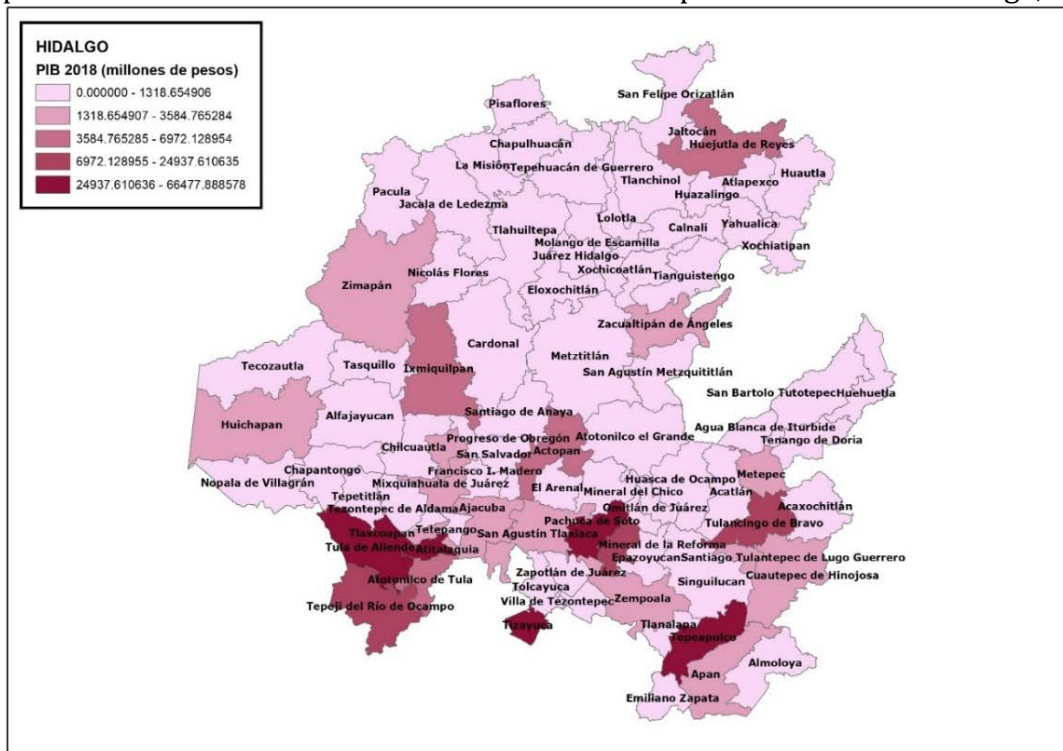 HIDALGO
PIB 2018 (millones de pesos)
0.000000 - 1318.654906
1318.654907 - 3584.765284
3584.765285 - 6972.128954
6972.128955 - 24937.610635
24937.610636 - 66477.888578
San Felipe Orizatlán
Pisaflores
Jaltocán
Chapulhuacán
Huejutla de Reyes
La Misión
Tepehuacán de Guerrero
Huautla
Tlanchinol
Atlapexco
Pacula
Huazalingo
Jacala de Ledezma
Lolotla
Yahualica
Tlahuiltepa
Calnali
Molango de Escamilla
Xochiatipan
Juárez Hidalgo
Nicolás Flores
Xochicoatlán
Tianguistengo
Zimapán
Eloxochitlán
Zacualtipán de Ángeles
Cardonal
Metztitlán
Tecozautla
Tasquillo
Ixmiquilpan
San Agustín Metzquititlán
San Bartolo Tutotepec
Huehuetla
Santiago de Anaya
Alfajayucan
Huichapan
Agua Blanca de Iturbide
Progreso de Obregón
Atotonilco el Grande
Tenango de Doria
Chilcuautla
San Salvador
Actopan
Chapantongo
Francisco I. Madero
Metepec
Nopala de Villagrán
Mixquiahuala de Juárez
El Arenal
Huasca de Ocampo
Mineral del Chico
Acatlán
Tepetitlán
Acaxochitlán
Tezontepec de Aldama
Ajacuba
Omitlán de Juárez
Tlaxcoapan
Tetepango
San Agustín Tlaxiaca
Pachuca de Soto
Tulancingo de Bravo
Tula de Allende
Atitalaquia
Mineral de la Reforma
Epazoyucan
Santiago Tulantepec de Lugo Guerrero
Atotonilco de Tula
Zapotlán de Juárez
Cuautepec de Hinojosa
Tolcayuca
Singuilucan
Tepeji del Río de Ocampo
Villa de Tezontepec
Zempoala
Tizayuca
Tlanalapa
Tepeapulco
Almoloya
Apan
Emiliano Zapata